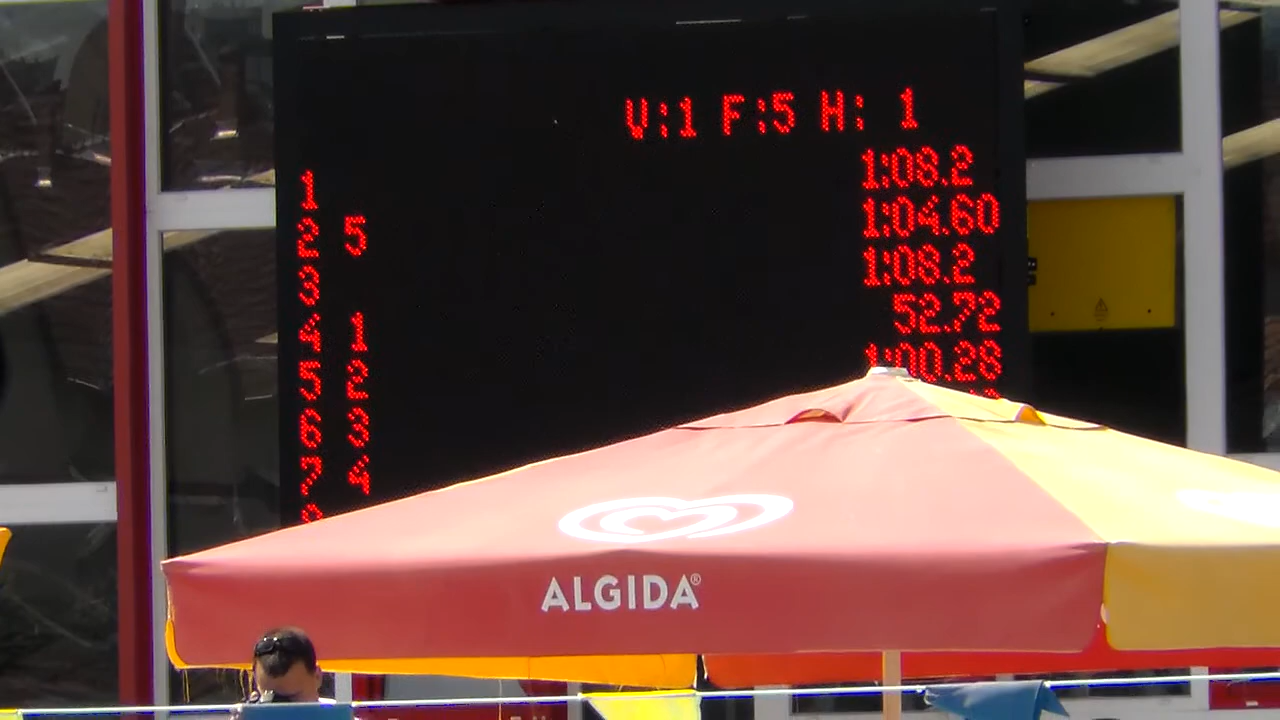 V:1 F:5 H: 1
1 1:08.2
2 5 1:04.60
3 1:08.2
4 1 52.72
5 2 1:00.28
6 3
7 4
ALGIDA®